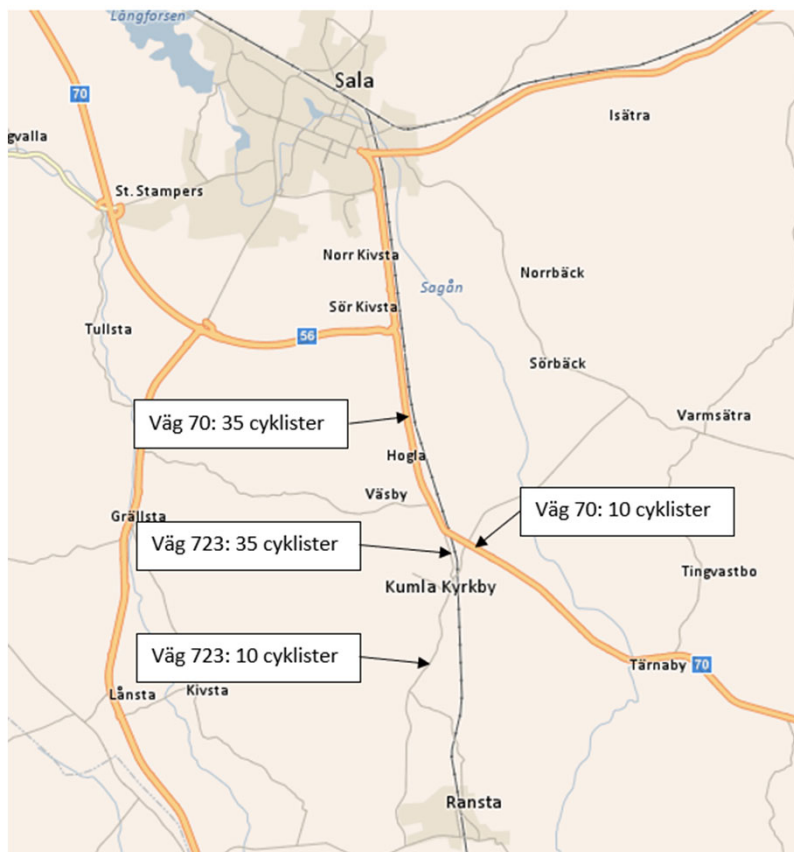 Långforsen
70
Sala
Isätra
gvalla
St. Stampers
Norr Kivsta
Norrbäck
Sagån
Sör Kivsta
Tullsta
56
Sörbäck
Väg 70: 35 cyklister
Varmsätra
Hogla
Väsby
Väg 70: 10 cyklister
Grällsta
Väg 723: 35 cyklister
Tingvastbo
Kumla Kyrkby
Väg 723: 10 cyklister
Tärnaby
70
Lånsta
Kivsta
Ransta